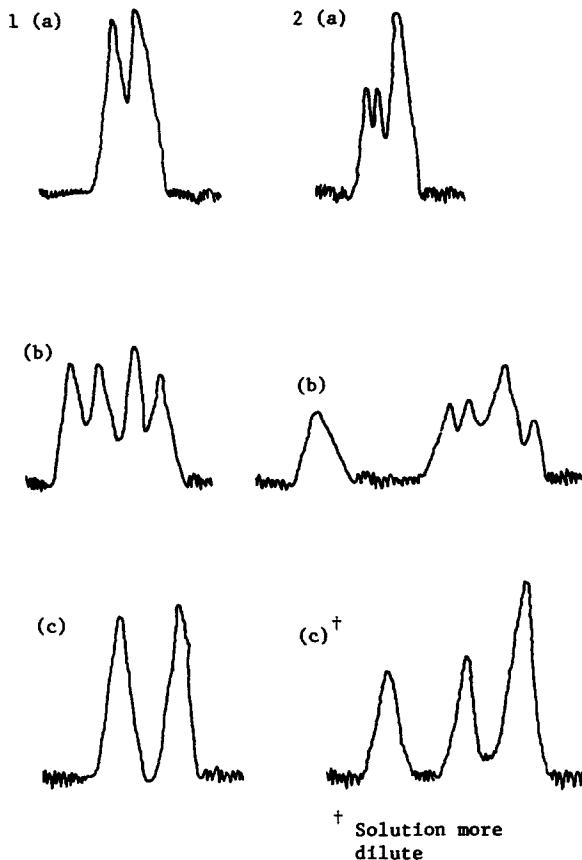 1 (a)
2 (a)
(b)
(b)
(c)
(c)†
† Solution more
dilute